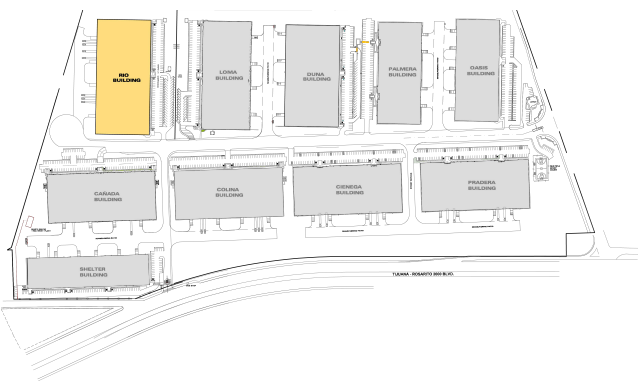 RIO
BUILDING
LOMA
BUILDING
DUNA
BUILDING
PALMERA
BUILDING
OASIS
BUILDING
CAÑADA
BUILDING
COLINA
BUILDING
CIENEGA
BUILDING
PRADERA
BUILDING
SHELTER
BUILDING
TIJUANA - ROSARITO 2000 BLVD.